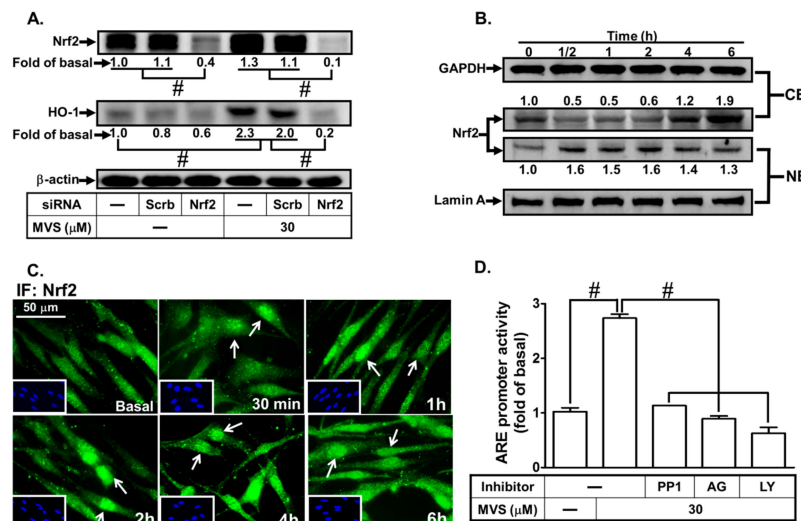 A.
Nrf2
Fold of basal 1.0 1.1 0.4 1.3 1.1 0.1
# #
HO-1
Fold of basal 1.0 0.8 0.6 2.3 2.0 0.2
# #
β-actin
siRNA — Scrb Nrf2 — Scrb Nrf2
MVS (μM) — 30
B.
Time (h)
0 1/2 1 2 4 6
GAPDH
CE
1.0 0.5 0.5 0.6 1.2 1.9
Nrf2
1.0 1.6 1.5 1.6 1.4 1.3
NE
Lamin A
C.
IF: Nrf2
50 μm
Basal 30 min 1h
2h 4h 6h
D.
# #
ARE promoter activity
(fold of basal)
3
2
1
0
Inhibitor — PP1 AG LY
MVS (μM) — 30